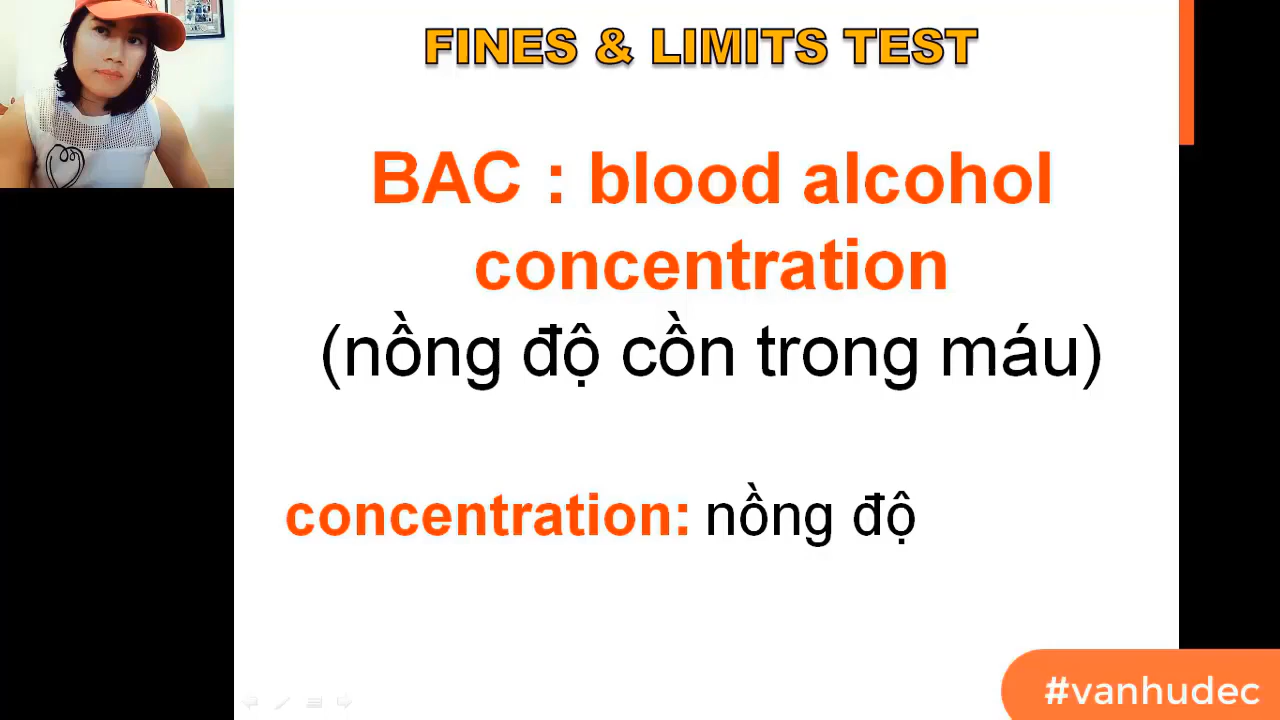 FINES & LIMITS TEST
BAC : blood alcohol
concentration
(nồng độ cồn trong máu)
concentration: nồng độ
#vanhudec